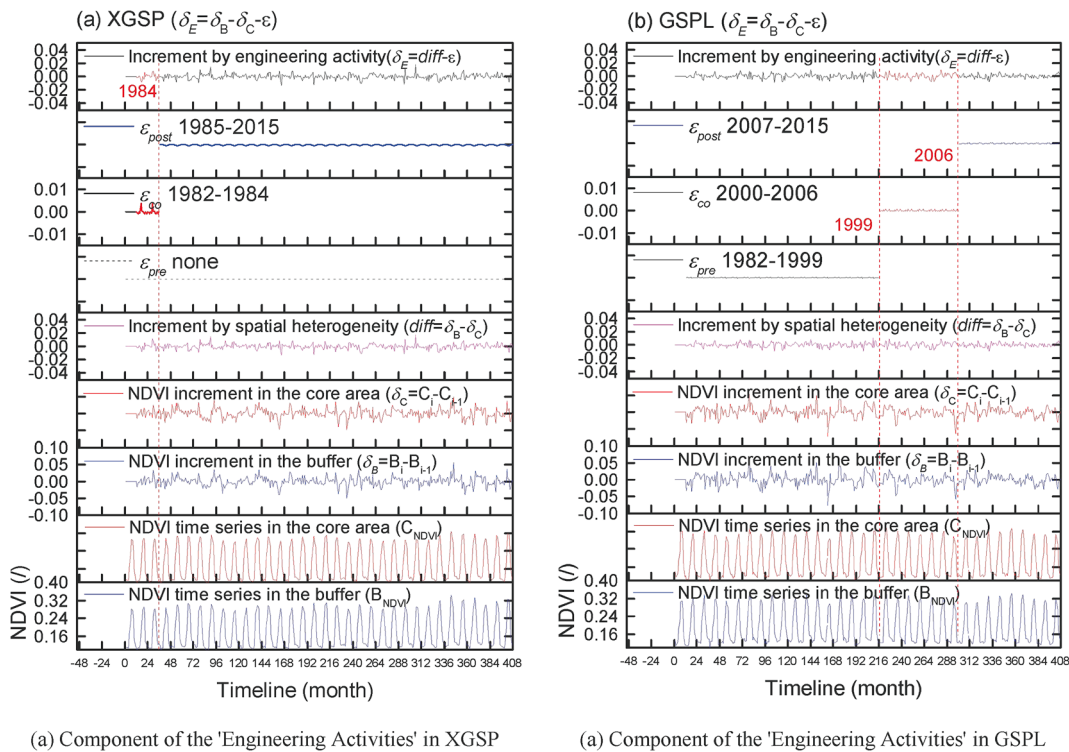 (a) XGSP (δE=δB-δC-ε)
Increment by engineering activity(δE=diff-ε)
0.04
0.02
0.00
-0.02
-0.04
1984
εpost 1985-2015
εco 1982-1984
0.01
0.00
-0.01
εpre none
Increment by spatial heterogeneity (diff=δB-δC)
0.04
0.02
0.00
-0.02
-0.04
NDVI increment in the core area (δC=Ci-Ci-1)
NDVI increment in the buffer (δB=Bi-Bi-1)
0.10
0.05
0.00
-0.05
-0.10
NDVI time series in the core area (CNDVI)
NDVI time series in the buffer (BNDVI)
0.40
0.32
0.24
0.16
NDVI (/)
-48 -24 0 24 48 72 96 120 144 168 192 216 240 264 288 312 336 360 384 408
Timeline (month)
(a) Component of the 'Engineering Activities' in XGSP
(b) GSPL (δE=δB-δC-ε)
Increment by engineering activity(δE=diff-ε)
0.04
0.02
0.00
-0.02
-0.04
εpost 2007-2015
2006
εco 2000-2006
0.01
0.00
-0.01
1999
εpre 1982-1999
Increment by spatial heterogeneity (diff=δB-δC)
0.04
0.02
0.00
-0.02
-0.04
NDVI increment in the core area (δC=Ci-Ci-1)
NDVI increment in the buffer (δB=Bi-Bi-1)
0.10
0.05
0.00
-0.05
-0.10
NDVI time series in the core area (CNDVI)
NDVI time series in the buffer (BNDVI)
0.40
0.32
0.24
0.16
NDVI (/)
-48 -24 0 24 48 72 96 120 144 168 192 216 240 264 288 312 336 360 384 408
Timeline (month)
(a) Component of the 'Engineering Activities' in GSPL